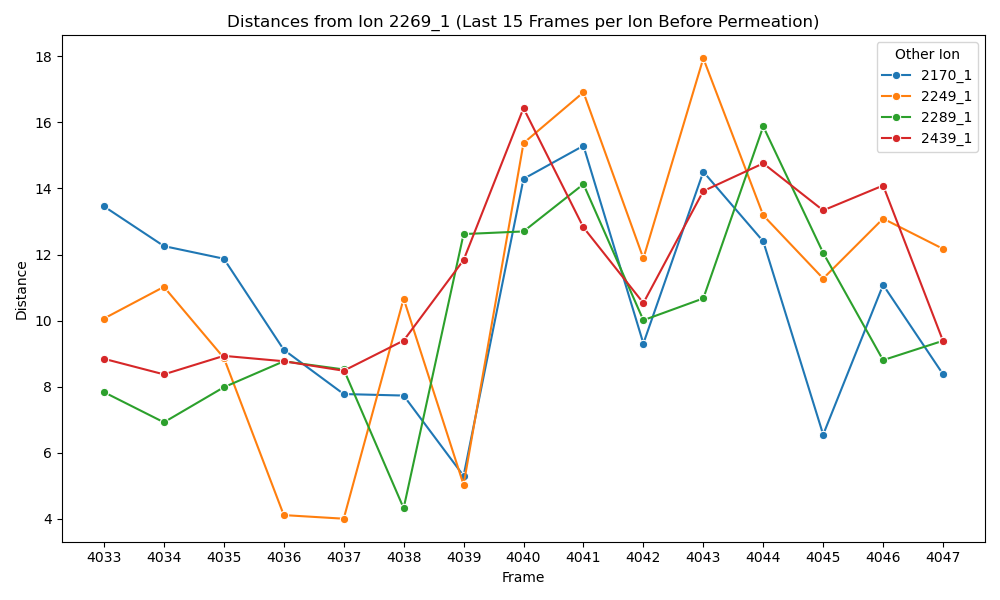 Distances from Ion 2269_1 (Last 15 Frames per Ion Before Permeation)
Other Ion
2170_1
2249_1
2289_1
2439_1
Distance
18
16
14
12
10
8
6
4
4033 4034 4035 4036 4037 4038 4039 4040 4041 4042 4043 4044 4045 4046 4047
Frame